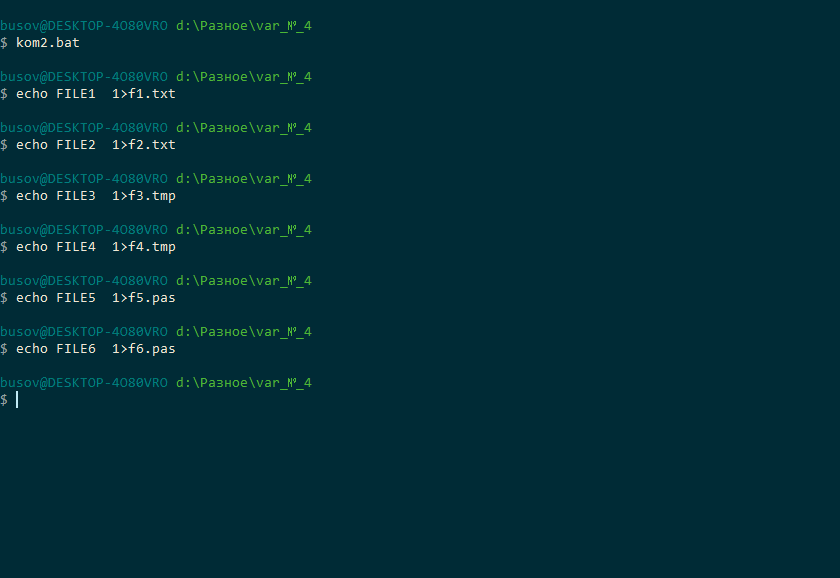 busov@DESKTOP-4O80VRO d:\Разное\var_№_4
$ kom2.bat
busov@DESKTOP-4O80VRO d:\Разное\var_№_4
$ echo FILE1  1>f1.txt
busov@DESKTOP-4O80VRO d:\Разное\var_№_4
$ echo FILE2  1>f2.txt
busov@DESKTOP-4O80VRO d:\Разное\var_№_4
$ echo FILE3  1>f3.tmp
busov@DESKTOP-4O80VRO d:\Разное\var_№_4
$ echo FILE4  1>f4.tmp
busov@DESKTOP-4O80VRO d:\Разное\var_№_4
$ echo FILE5  1>f5.pas
busov@DESKTOP-4O80VRO d:\Разное\var_№_4
$ echo FILE6  1>f6.pas
busov@DESKTOP-4O80VRO d:\Разное\var_№_4
$